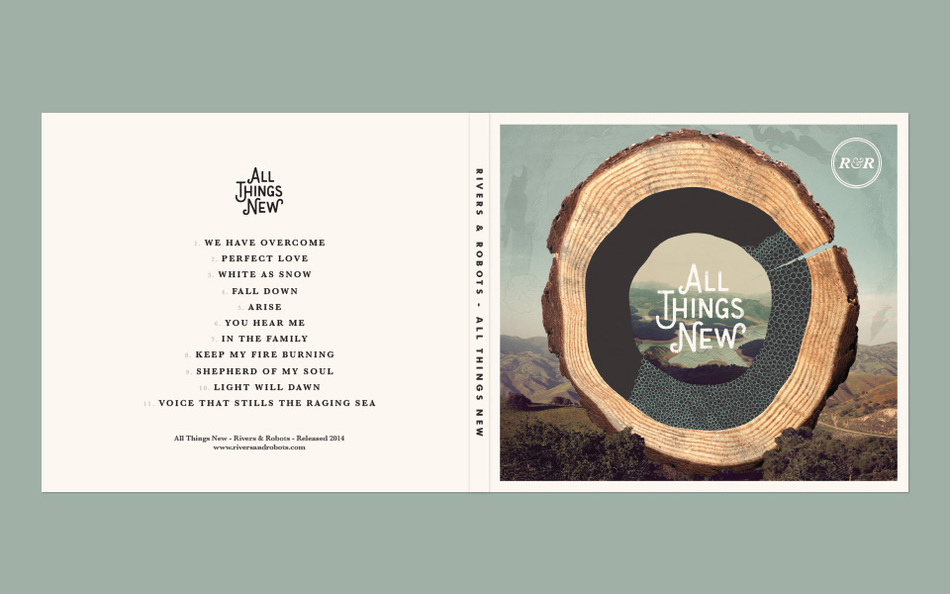 ALL
THINGS
NEW
1. WE HAVE OVERCOME
2. PERFECT LOVE
3. WHITE AS SNOW
4. FALL DOWN
5. ARISE
6. YOU HEAR ME
7. IN THE FAMILY
8. KEEP MY FIRE BURNING
9. SHEPHERD OF MY SOUL
10. LIGHT WILL DAWN
11. VOICE THAT STILLS THE RAGING SEA
All Things New - Rivers & Robots - Released 2014
www.riversandrobots.com
RIVERS & ROBOTS - ALL THINGS NEW
R&R
ALL
THINGS
NEW